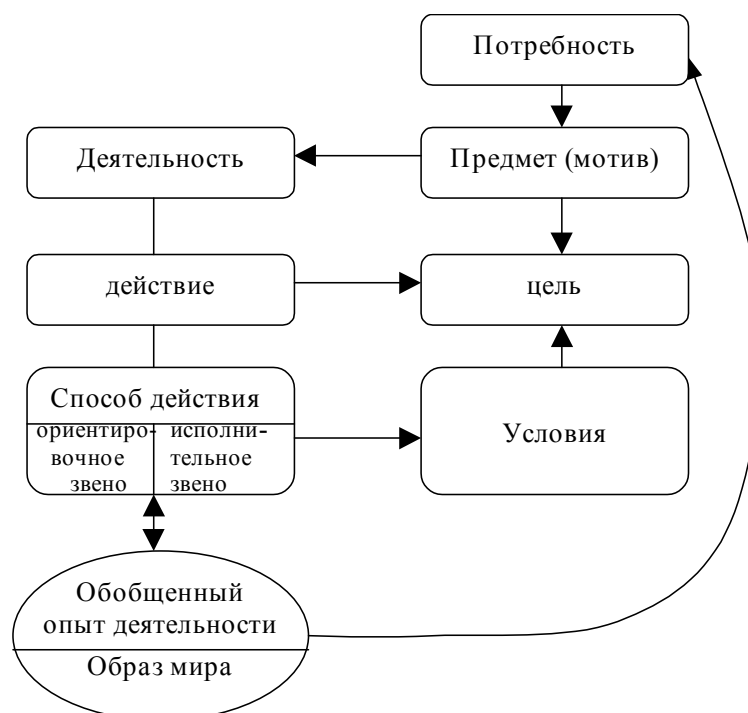 Потребность
Деятельность
Предмет (мотив)
действие
цель
Способ действия
ориентиро-
вочное
звено
исполни-
тельное
звено
Условия
Обобщенный
опыт деятельности
Образ мира